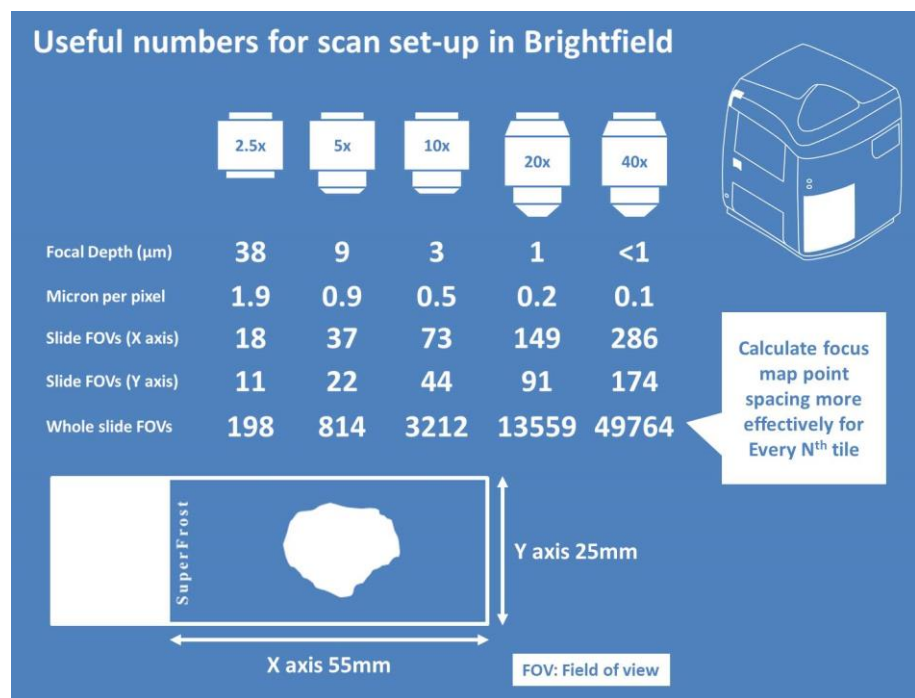 Useful numbers for scan set-up in Brightfield
2.5x 5x 10x 20x 40x
Focal Depth (µm) 38 9 3 1 <1
Micron per pixel 1.9 0.9 0.5 0.2 0.1
Slide FOVs (X axis) 18 37 73 149 286
Slide FOVs (Y axis) 11 22 44 91 174
Whole slide FOVs 198 814 3212 13559 49764
Calculate focus
map point
spacing more
effectively for
Every Nth tile
SuperFrost
Y axis 25mm
X axis 55mm
FOV: Field of view